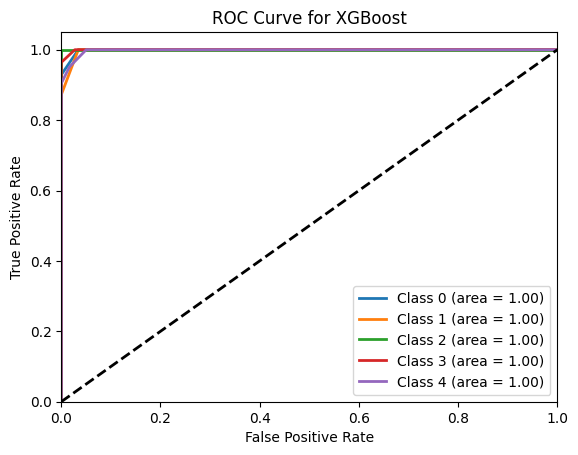 ROC Curve for XGBoost
True Positive Rate
1.0
0.8
0.6
0.4
0.2
0.0
Class 0 (area = 1.00)
Class 1 (area = 1.00)
Class 2 (area = 1.00)
Class 3 (area = 1.00)
Class 4 (area = 1.00)
0.0 0.2 0.4 0.6 0.8 1.0
False Positive Rate